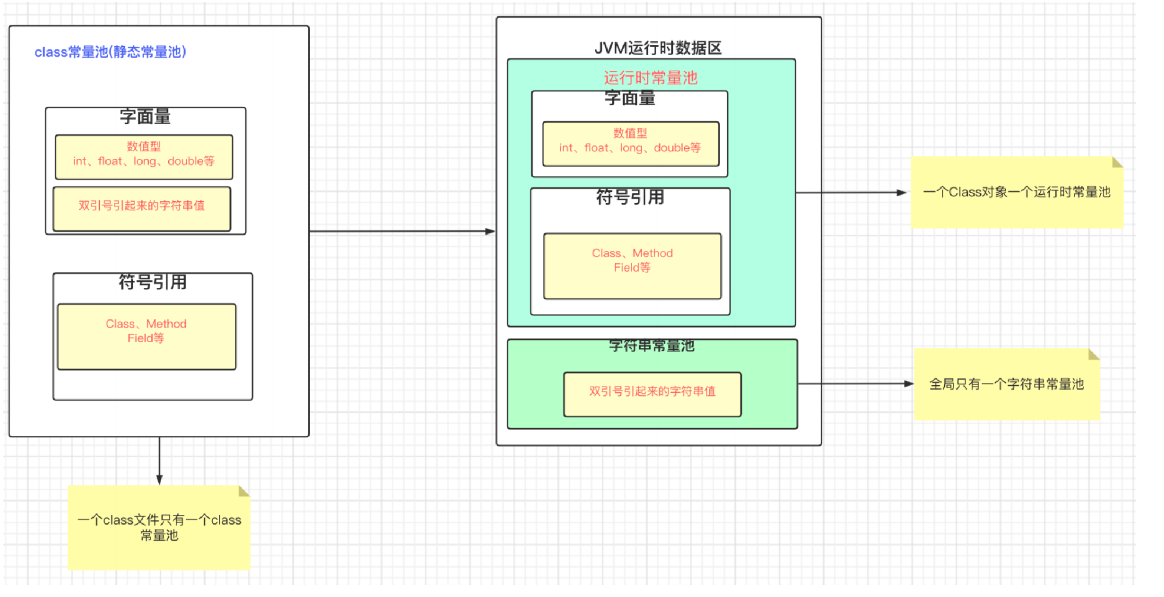 class常量池(静态常量池)
字面量
数值型
int、float、long、double等
双引号引起来的字符串值
符号引用
Class、Method
Field等
一个class文件只有一个class
常量池
JVM运行时数据区
运行时常量池
字面量
数值型
int、float、long、double等
符号引用
Class、Method
Field等
字符串常量池
双引号引起来的字符串值
一个Class对象一个运行时常量池
全局只有一个字符串常量池